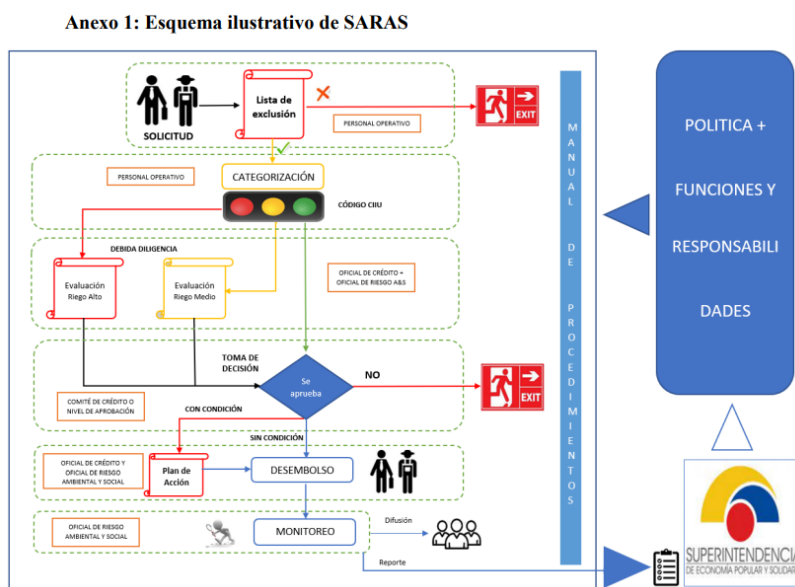 Anexo 1: Esquema ilustrativo de SARAS
SOLICITUD
Lista de
exclusión
PERSONAL OPERATIVO
EXIT
PERSONAL OPERATIVO
CATEGORIZACIÓN
CÓDIGO CIIU
DEBIDA DILIGENCIA
Evaluación
Riego Alto
Evaluación
Riego Medio
OFICIAL DE CRÉDITO +
OFICIAL DE RIESGO A&S
TOMA DE
DECISIÓN
Se
aprueba
NO
EXIT
COMITÉ DE CRÉDITO O
NIVEL DE APROBACIÓN
CON CONDICIÓN
SIN CONDICIÓN
OFICIAL DE CRÉDITO Y
OFICIAL DE RIESGO
AMBIENTAL Y SOCIAL
Plan de
Acción
DESEMBOLSO
OFICIAL DE RIESGO
AMBIENTAL Y SOCIAL
MONITOREO
Difusión
Reporte
MANUAL DE PROCEDIMIENTOS
POLITICA +
FUNCIONES Y
RESPONSABILI
DADES
SUPERINTENDENCIA
DE ECONOMÍA POPULAR Y SOLIDARI